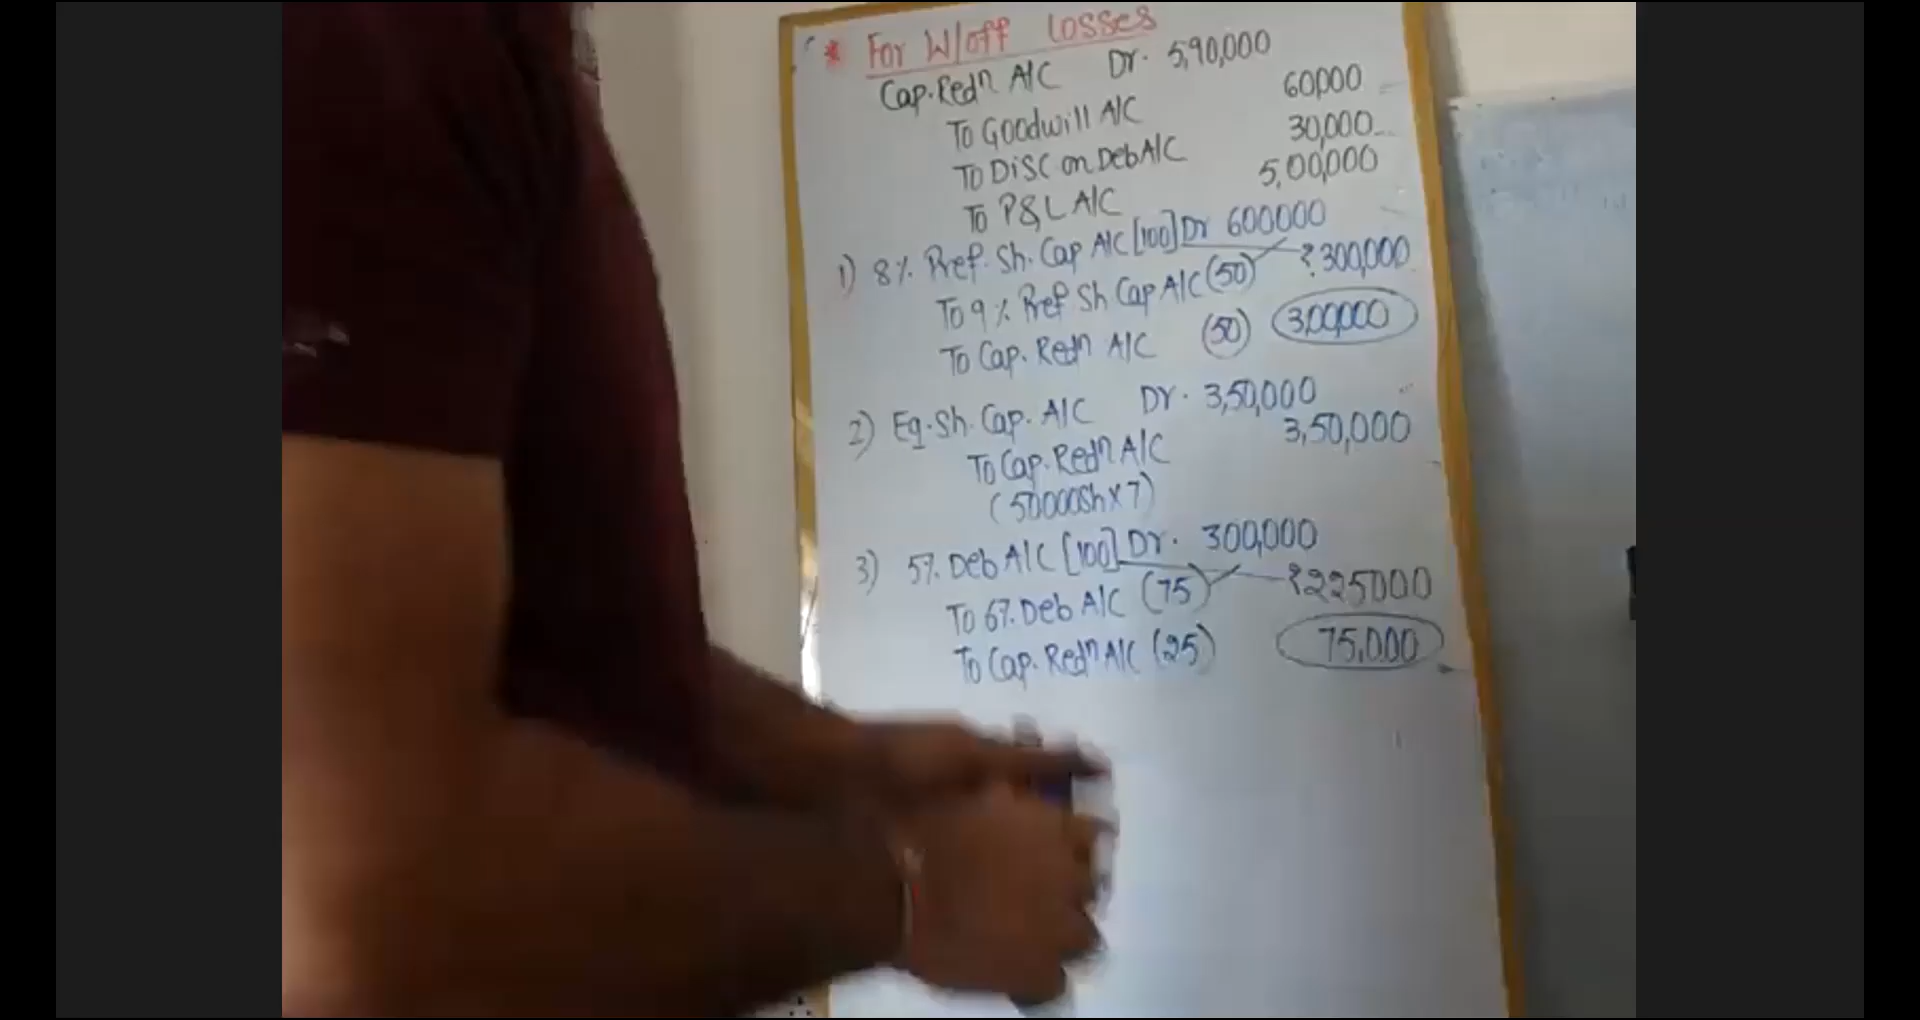 * For W/off Losses
Cap. Redn A/C Dr. 5,90,000
To Goodwill A/C 60,000
To Disc on Deb A/C 30,000
To P&L A/C 5,00,000
1) 8% Pref. Sh. Cap A/C [100] Dr 600000
To 9% Pref Sh Cap A/C (50) ₹300,000
To Cap. Redn A/C (50) 3,00,000
2) Eq. Sh. Cap. A/C Dr. 3,50,000
To Cap. Redn A/C 3,50,000
(50000Sh x 7)
3) 5% Deb A/C [100] Dr. 300,000
To 6% Deb A/C (75) ₹225000
To Cap. Redn A/C (25) 75,000